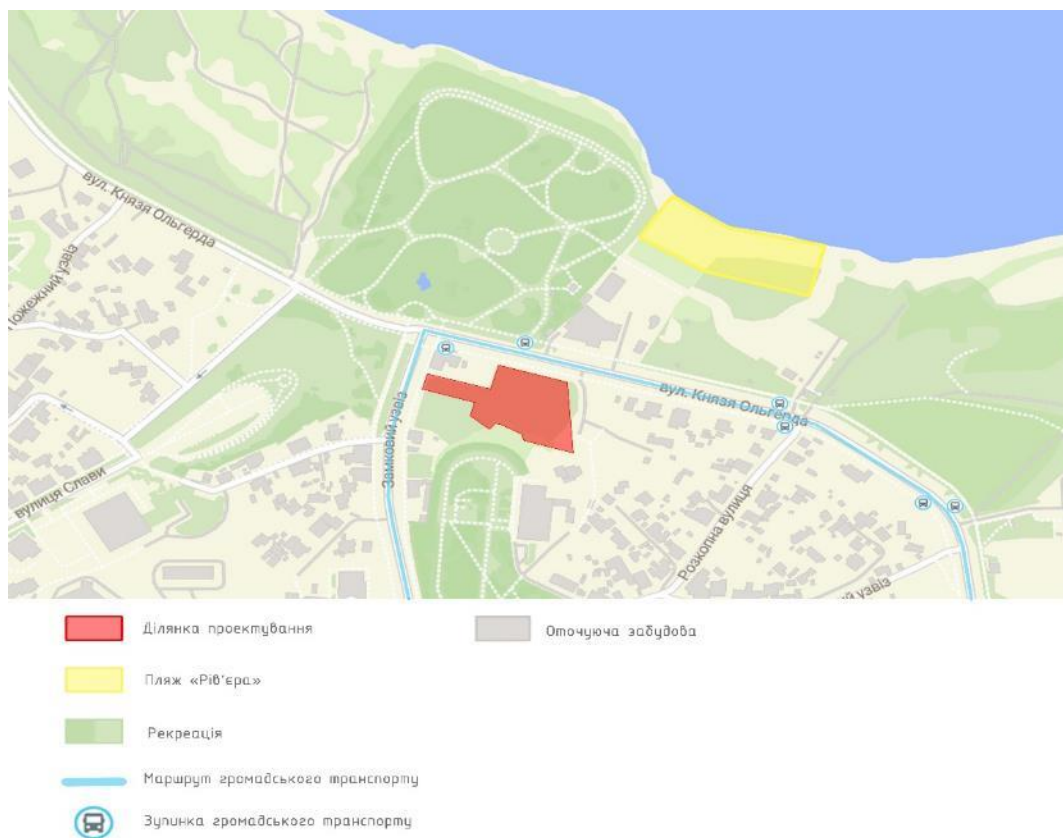 вул. Князя Ольгерда
Пожежний узвіз
вул. Князя Ольгерда
Замковий узвіз
вулиця Слави
Розкопна вулиця
узвіз
Ділянка проектування
Оточуюча забудова
Пляж «Рів'єра»
Рекреація
Маршрут громадського транспорту
Зупинка громадського транспорту